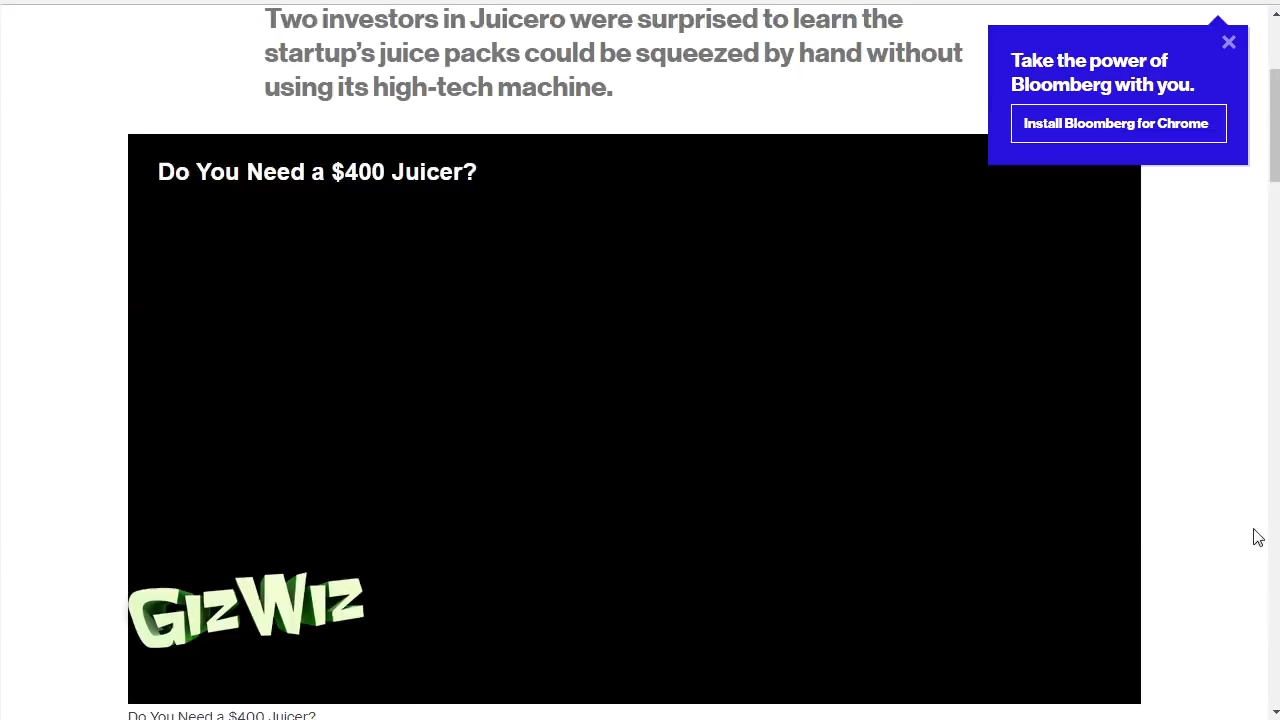 Two investors in Juicero were surprised to learn the
startup's juice packs could be squeezed by hand without
using its high-tech machine.
Take the power of
Bloomberg with you.
Install Bloomberg for Chrome
Do You Need a $400 Juicer?
GIZWIZ
Do You Need a $400 Juicer?